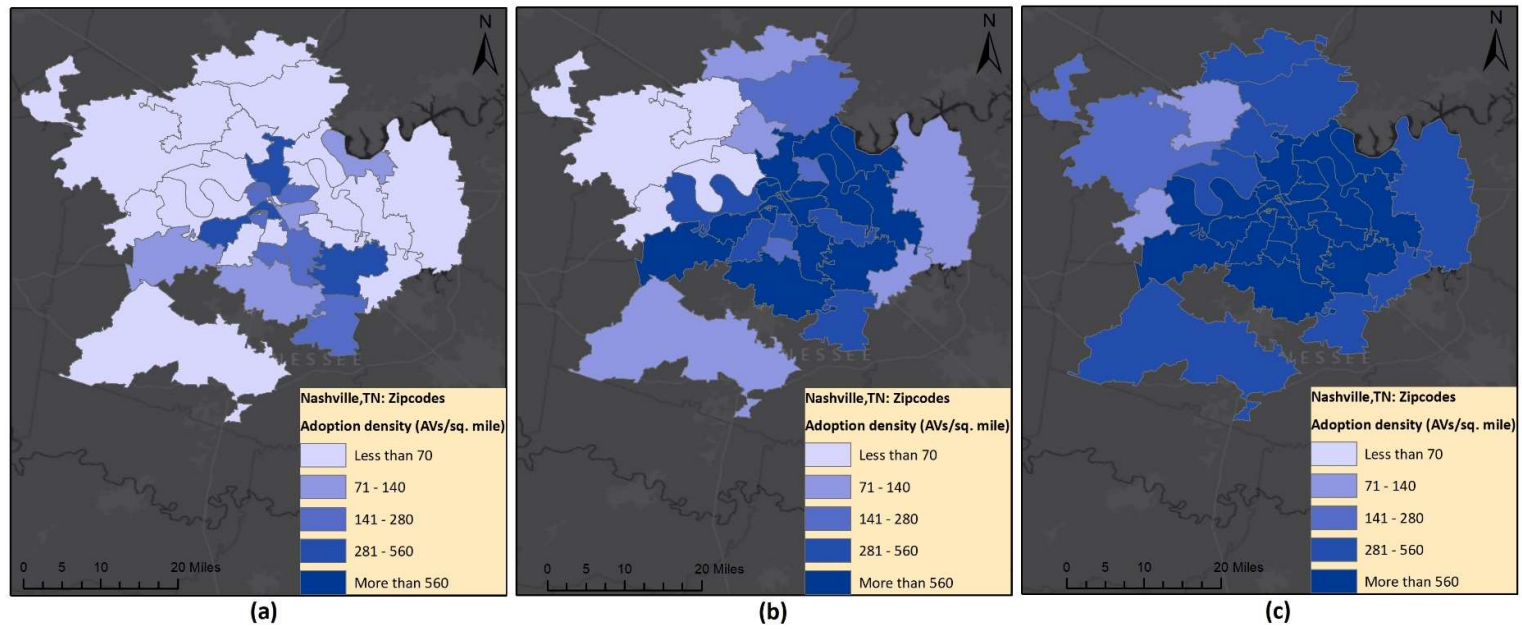 N
NESSEE
Nashville,TN: Zipcodes
Adoption density (AVs/sq. mile)
Less than 70
71 - 140
141 - 280
281 - 560
More than 560
0 5 10 20 Miles
(a)
N
NESSEE
Nashville,TN: Zipcodes
Adoption density (AVs/sq. mile)
Less than 70
71 - 140
141 - 280
281 - 560
More than 560
0 5 10 20 Miles
(b)
N
NESSEE
Nashville,TN: Zipcodes
Adoption density (AVs/sq. mile)
Less than 70
71 - 140
141 - 280
281 - 560
More than 560
0 5 10 20 Miles
(c)